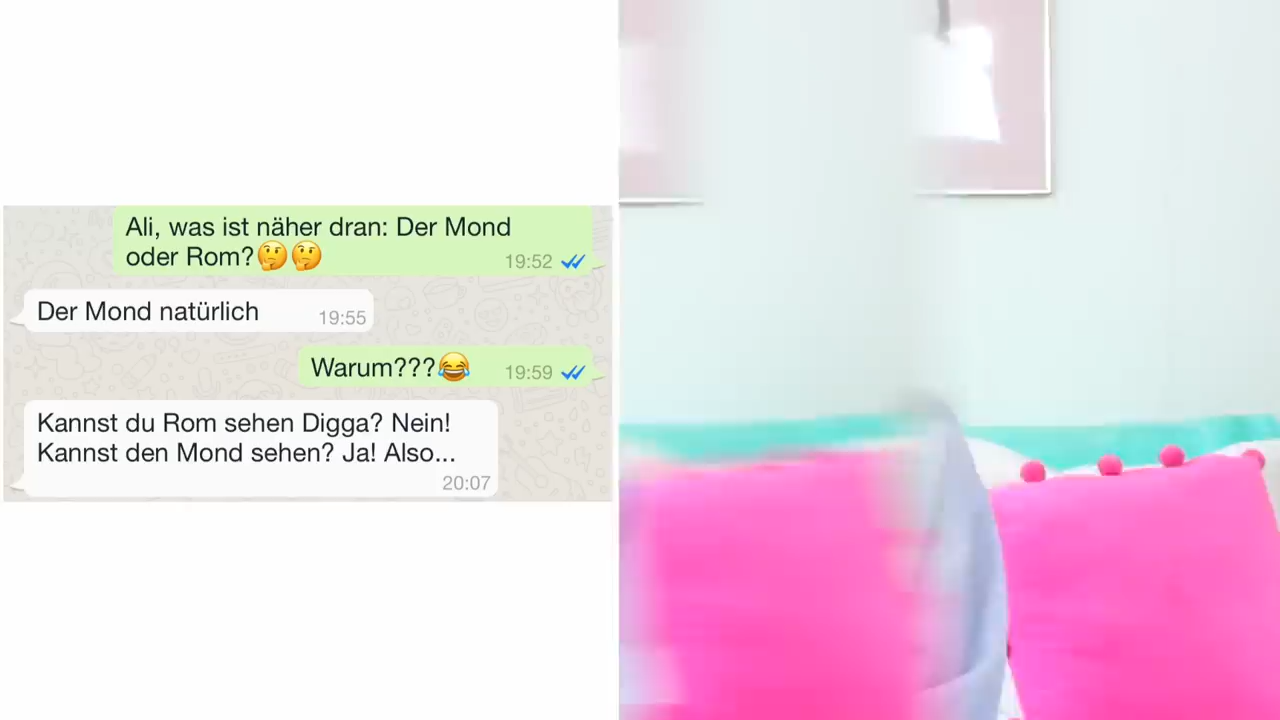 Ali, was ist näher dran: Der Mond
oder Rom?🤔🤔
19:52
Der Mond natürlich
19:55
Warum???😂
19:59
Kannst du Rom sehen Digga? Nein!
Kannst den Mond sehen? Ja! Also...
20:07